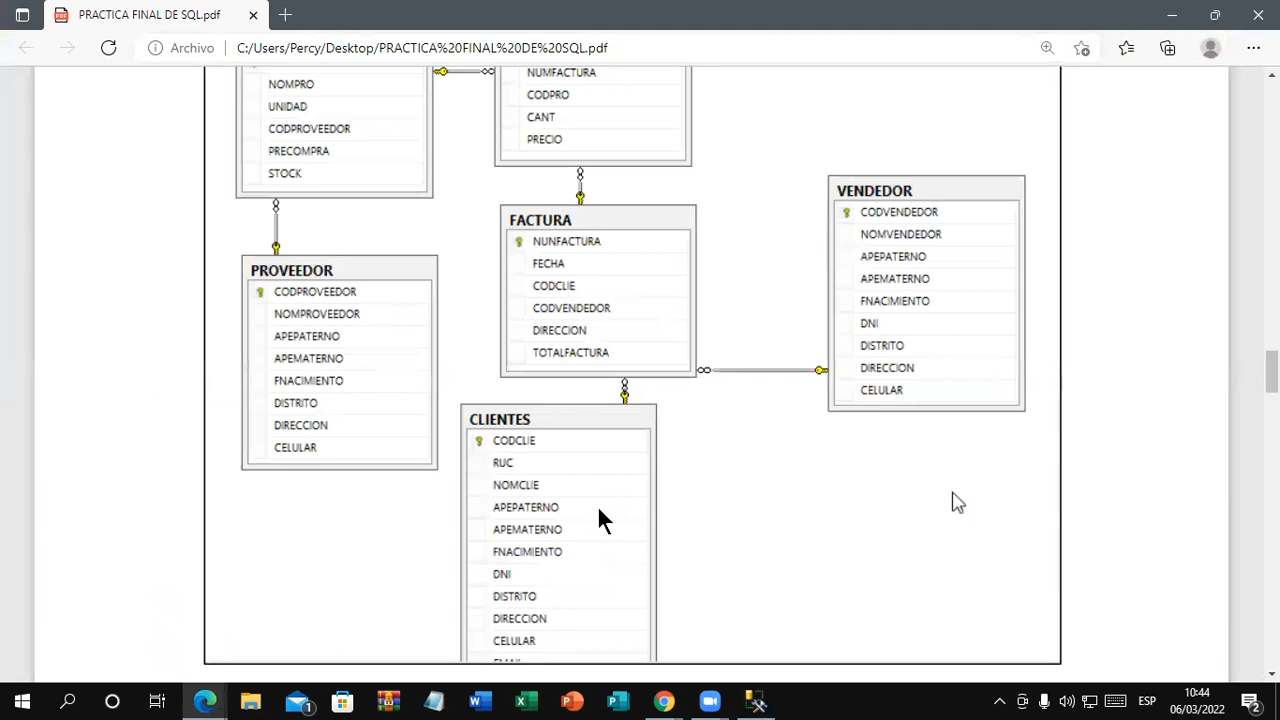 PRACTICA FINAL DE SQL.pdf
Archivo
C:/Users/Percy/Desktop/PRACTICA%20FINAL%20DE%20SQL.pdf
NOMPRO
UNIDAD
CODPROVEEDOR
PRECOMPRA
STOCK
NUMFACTURA
CODPRO
CANT
PRECIO
PROVEEDOR
CODPROVEEDOR
NOMPROVEEDOR
APEPATERNO
APEMATERNO
FNACIMIENTO
DISTRITO
DIRECCION
CELULAR
FACTURA
NUNFACTURA
FECHA
CODCLIE
CODVENDEDOR
DIRECCION
TOTALFACTURA
VENDEDOR
CODVENDEDOR
NOMVENDEDOR
APEPATERNO
APEMATERNO
FNACIMIENTO
DNI
DISTRITO
DIRECCION
CELULAR
CLIENTES
CODCLIE
RUC
NOMCLIE
APEPATERNO
APEMATERNO
FNACIMIENTO
DNI
DISTRITO
DIRECCION
CELULAR
ESP
10:44
06/03/2022